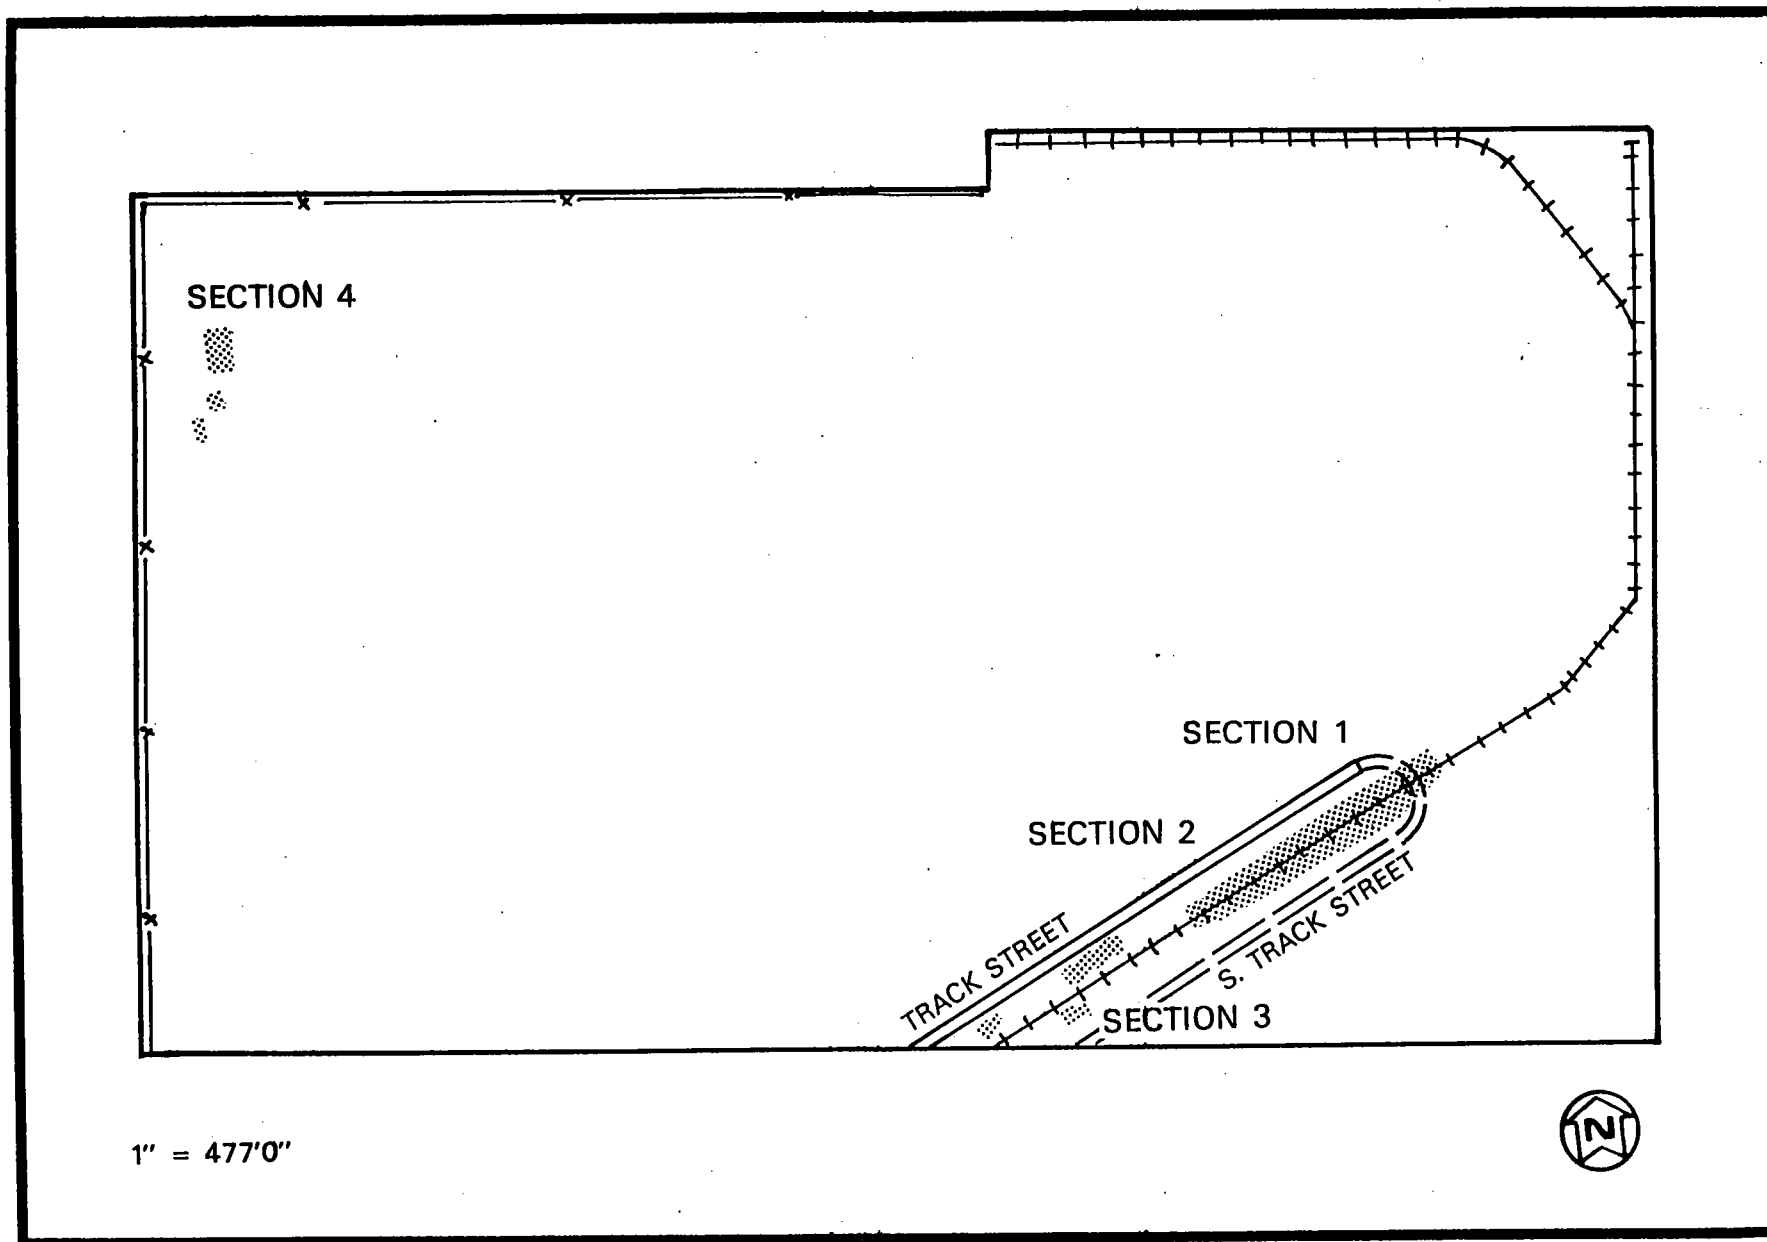 SECTION 4
SECTION 1
SECTION 2
TRACK STREET
S. TRACK STREET
SECTION 3
1" = 477'0"
N